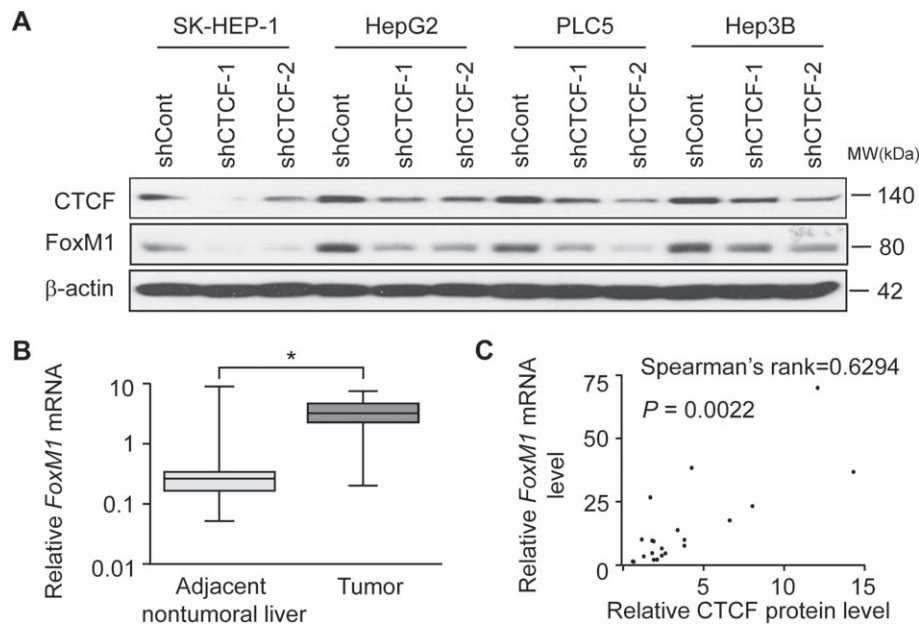 A
SK-HEP-1 HepG2 PLC5 Hep3B
shCont shCTCF-1 shCTCF-2 shCont shCTCF-1 shCTCF-2 shCont shCTCF-1 shCTCF-2 shCont shCTCF-1 shCTCF-2
MW(kDa)
CTCF 140
FoxM1 80
β-actin 42
B
Relative FoxM1 mRNA
*
10
1
0.1
0.01
Adjacent
nontumoral liver
Tumor
C
Relative FoxM1 mRNA
level
Spearman's rank=0.6294
P = 0.0022
75
50
25
0
5 10 15
Relative CTCF protein level